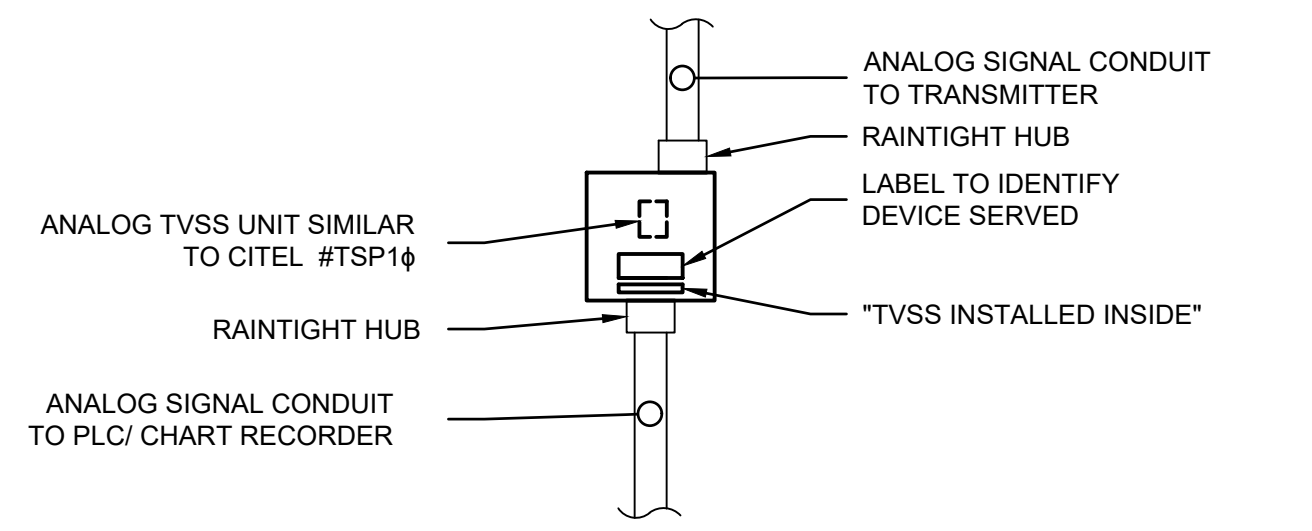 ANALOG SIGNAL CONDUIT
TO TRANSMITTER
RAINTIGHT HUB
LABEL TO IDENTIFY
DEVICE SERVED
"TVSS INSTALLED INSIDE"
ANALOG TVSS UNIT SIMILAR
TO CITEL #TSP1ϕ
RAINTIGHT HUB
ANALOG SIGNAL CONDUIT
TO PLC/ CHART RECORDER